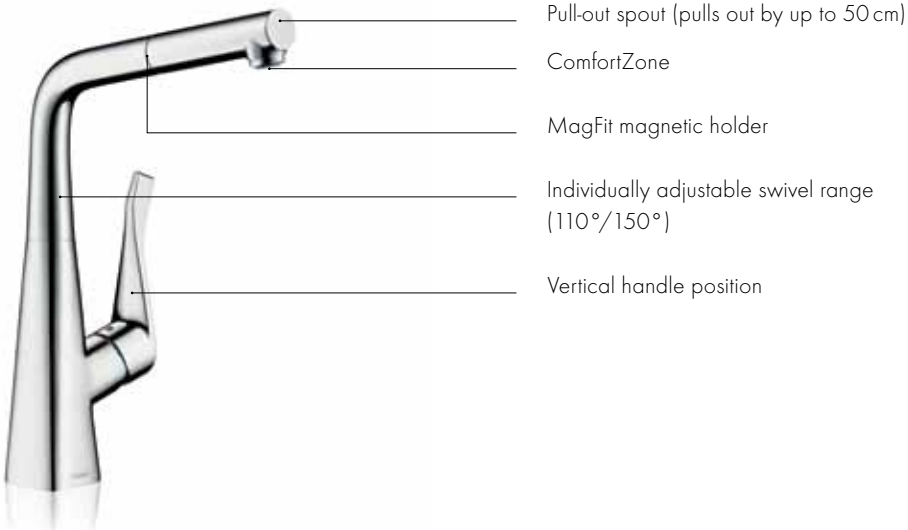 Pull-out spout (pulls out by up to 50 cm)
ComfortZone
MagFit magnetic holder
Individually adjustable swivel range
(110°/150°)
Vertical handle position